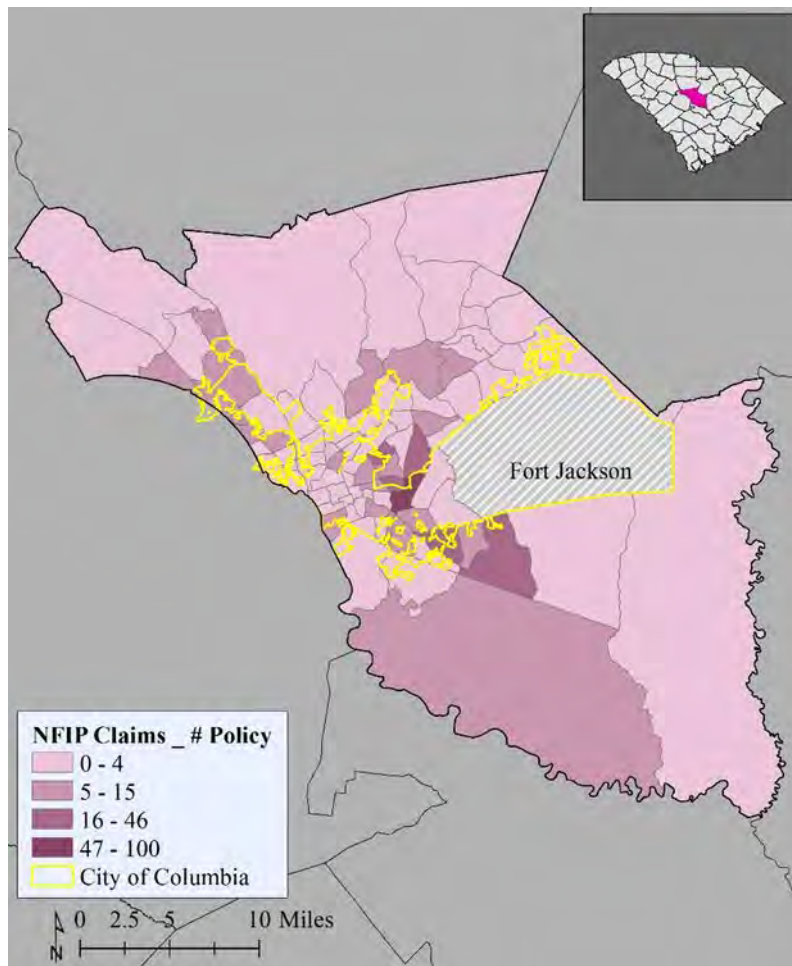 Fort Jackson
NFIP Claims _ # Policy
0 - 4
5 - 15
16 - 46
47 - 100
City of Columbia
N
0 2.5 5 10 Miles